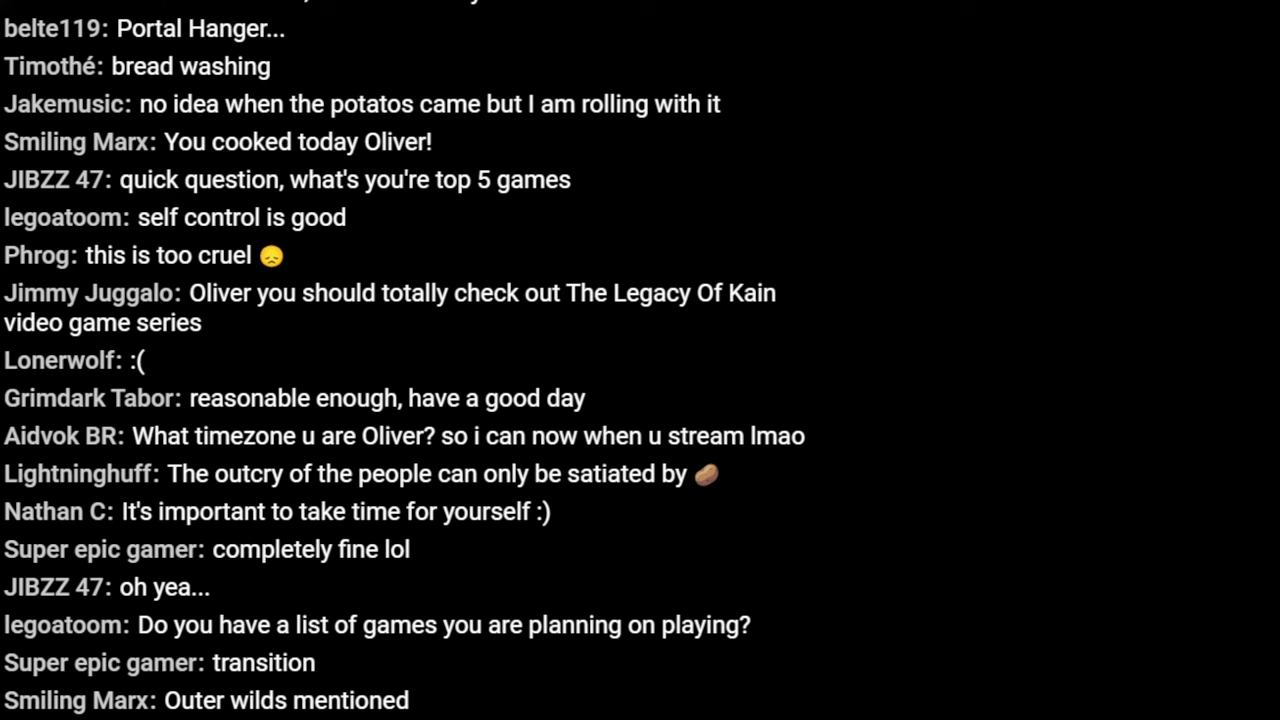 belte119: Portal Hanger...
Timothé: bread washing
Jakemusic: no idea when the potatos came but I am rolling with it
Smiling Marx: You cooked today Oliver!
JIBZZ 47: quick question, what's you're top 5 games
legoatoom: self control is good
Phrog: this is too cruel 😞
Jimmy Juggalo: Oliver you should totally check out The Legacy Of Kain
video game series
Lonerwolf: :(
Grimdark Tabor: reasonable enough, have a good day
Aidvok BR: What timezone u are Oliver? so i can now when u stream lmao
Lightninghuff: The outcry of the people can only be satiated by 🥔
Nathan C: It's important to take time for yourself :)
Super epic gamer: completely fine lol
JIBZZ 47: oh yea...
legoatoom: Do you have a list of games you are planning on playing?
Super epic gamer: transition
Smiling Marx: Outer wilds mentioned